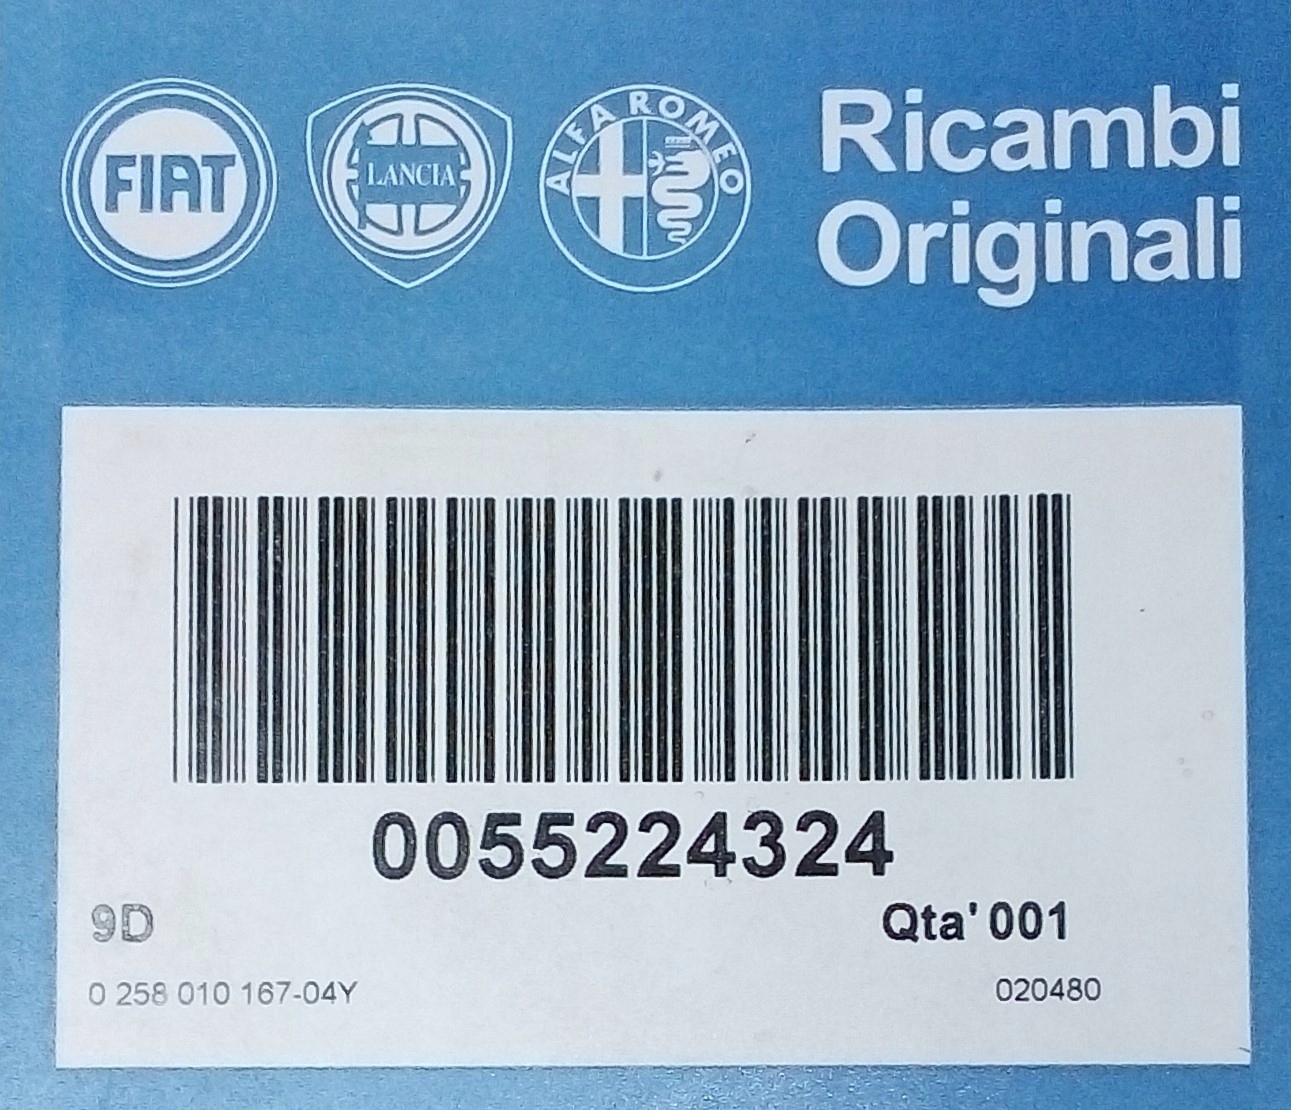 FIAT
LANCIA
ALFA ROMEO
Ricambi
Originali
0055224324
9D
Qta' 001
0 258 010 167-04Y
020480